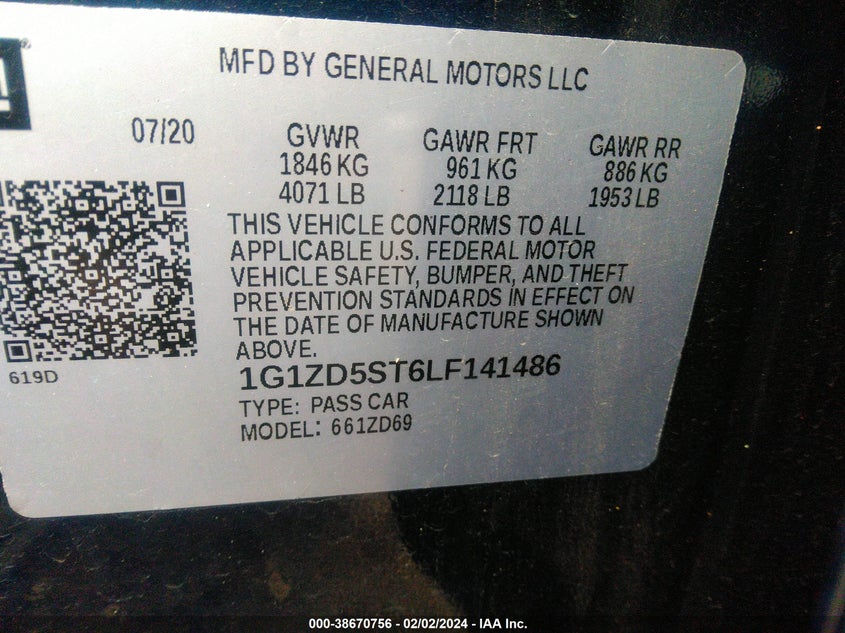 ®
MFD BY GENERAL MOTORS LLC
07/20
GVWR
1846 KG
4071 LB
GAWR FRT
961 KG
2118 LB
GAWR RR
886 KG
1953 LB
THIS VEHICLE CONFORMS TO ALL
APPLICABLE U.S. FEDERAL MOTOR
VEHICLE SAFETY, BUMPER, AND THEFT
PREVENTION STANDARDS IN EFFECT ON
THE DATE OF MANUFACTURE SHOWN
ABOVE.
619D
1G1ZD5ST6LF141486
TYPE: PASS CAR
MODEL: 661ZD69
000-38670756 - 02/02/2024 - IAA Inc.